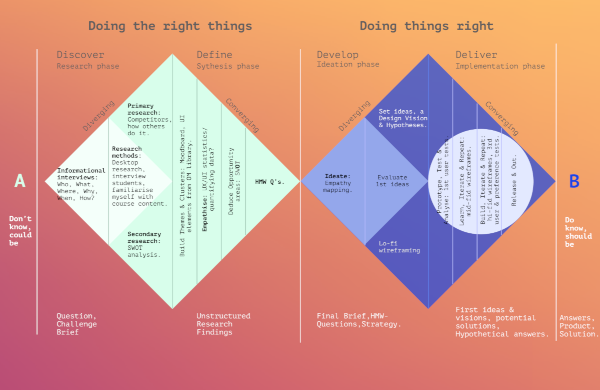 Doing the right things
Doing things right
Discover
Research phase
Define
Sythesis phase
Develop
Ideation phase
Deliver
Implementation phase
Diverging
Converging
Diverging
Converging
A
Don't
know,
could
be
Informational
interviews:
Who, What,
Where, Why,
When, How?
Primary
research:
Competitors,
how others
do it.
Research
methods:
Desktop
research,
interview
students,
familiarise
myself with
course content.
Secondary
research:
SWOT
analysis.
Build Themes & Clusters: Moodboard, UI
elements from DM library.
Empathise: UX/UI statistics/
quantifying data?
Deduce Opportunity
areas: SWOT.
HMW Q's.
Ideate:
Empathy
mapping.
Set ideas, a
Design Vision
& Hypotheses.
Evaluate
1st ideas
Lo-fi
wireframing
Prototype, Test &
Analyse: 1st user tests.
Learn, Iterate & Repeat:
mid-fid wireframes.
Build, Iterate & Repeat:
hi-fid wireframes, 3rd
user & preference tests.
Release & Out.
B
Do
know,
should
be
Question,
Challenge
Brief
Unstructured
Research
Findings
Final Brief,HMW-
Questions,Strategy.
First ideas &
visions, potential
solutions,
Hypothetical answers.
Answers,
Product,
Solution.